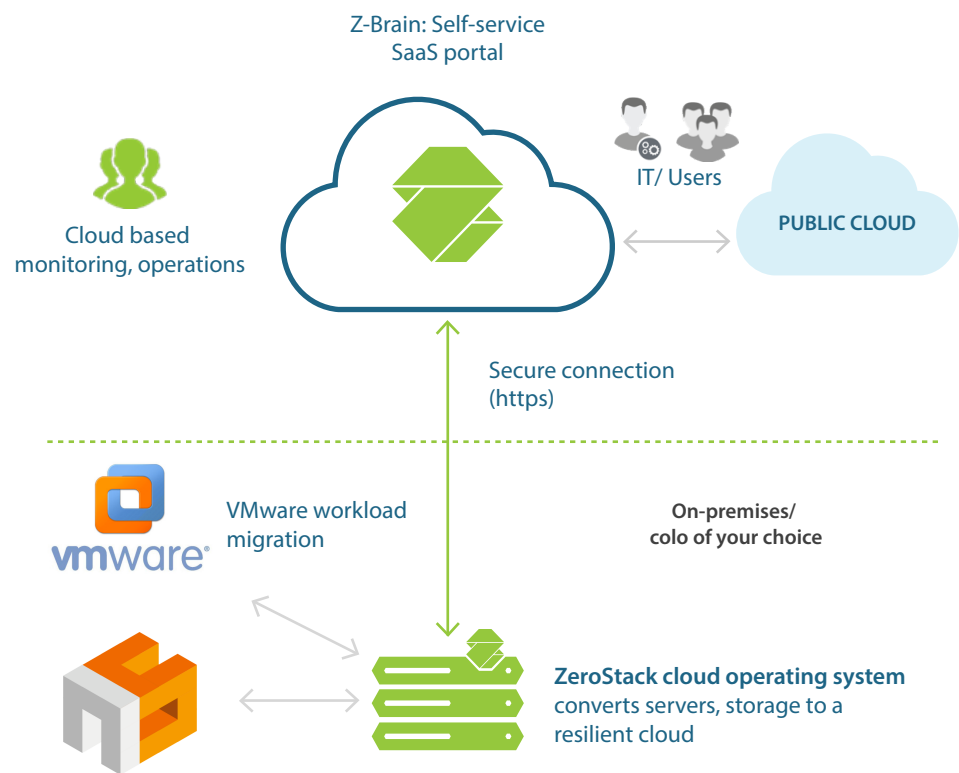 Z-Brain: Self-service
SaaS portal
IT/ Users
PUBLIC CLOUD
Cloud based
monitoring, operations
Secure connection
(https)
vmware®
VMware workload
migration
On-premises/
colo of your choice
ZeroStack cloud operating system
converts servers, storage to a
resilient cloud